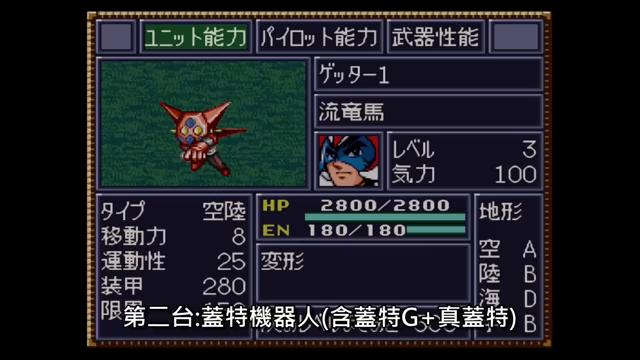 ユニット能力 パイロット能力 武器性能
ゲッター1
流竜馬
レベル 3
気力 100
タイプ 空陸
移動力 8
運動性 25
装甲 280
HP 2800/2800
EN 180/180
変形
地形
空 A
陸 B
海 D
B
第二台:蓋特機器人(含蓋特G+真蓋特)